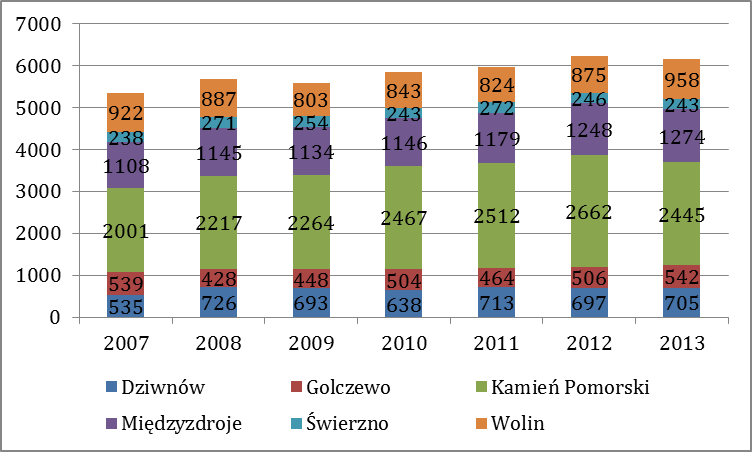 7000
6000
5000
4000
3000
2000
1000
0
922 887 803 843 824 875 958
238 271 254 243 272 246 243
1108 1145 1134 1146 1179 1248 1274
2001 2217 2264 2467 2512 2662 2445
539 428 448 504 464 506 542
535 726 693 638 713 697 705
2007 2008 2009 2010 2011 2012 2013
Dziwnów Golczewo Kamień Pomorski
Międzyzdroje Świerzno Wolin